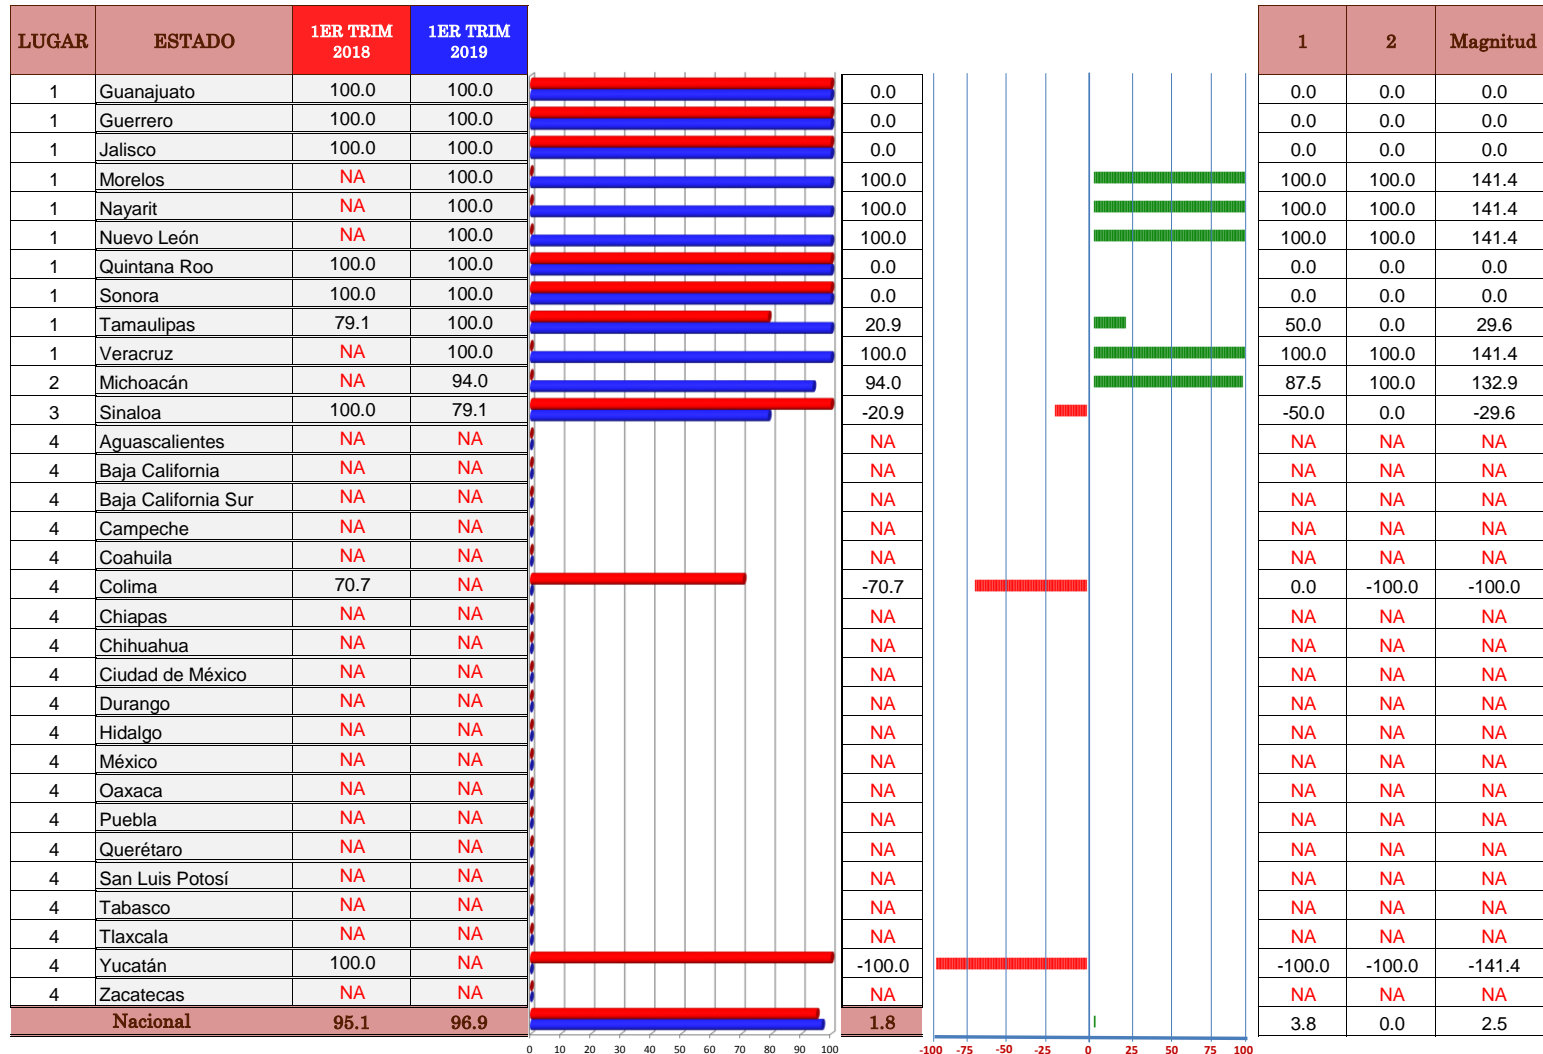 LUGAR ESTADO 1ER TRIM 2018 1ER TRIM 2019 1 2 Magnitud
1 Guanajuato 100.0 100.0 0.0 0.0 0.0 0.0
1 Guerrero 100.0 100.0 0.0 0.0 0.0 0.0
1 Jalisco 100.0 100.0 0.0 0.0 0.0 0.0
1 Morelos NA 100.0 100.0 100.0 100.0 141.4
1 Nayarit NA 100.0 100.0 100.0 100.0 141.4
1 Nuevo León NA 100.0 100.0 100.0 100.0 141.4
1 Quintana Roo 100.0 100.0 0.0 0.0 0.0 0.0
1 Sonora 100.0 100.0 0.0 0.0 0.0 0.0
1 Tamaulipas 79.1 100.0 20.9 50.0 0.0 29.6
1 Veracruz NA 100.0 100.0 100.0 100.0 141.4
2 Michoacán NA 94.0 94.0 87.5 100.0 132.9
3 Sinaloa 100.0 79.1 -20.9 -50.0 0.0 -29.6
4 Aguascalientes NA NA NA NA NA NA
4 Baja California NA NA NA NA NA NA
4 Baja California Sur NA NA NA NA NA NA
4 Campeche NA NA NA NA NA NA
4 Coahuila NA NA NA NA NA NA
4 Colima 70.7 NA -70.7 0.0 -100.0 -100.0
4 Chiapas NA NA NA NA NA NA
4 Chihuahua NA NA NA NA NA NA
4 Ciudad de México NA NA NA NA NA NA
4 Durango NA NA NA NA NA NA
4 Hidalgo NA NA NA NA NA NA
4 México NA NA NA NA NA NA
4 Oaxaca NA NA NA NA NA NA
4 Puebla NA NA NA NA NA NA
4 Querétaro NA NA NA NA NA NA
4 San Luis Potosí NA NA NA NA NA NA
4 Tabasco NA NA NA NA NA NA
4 Tlaxcala NA NA NA NA NA NA
4 Yucatán 100.0 NA -100.0 -100.0 -100.0 -141.4
4 Zacatecas NA NA NA NA NA NA
Nacional 95.1 96.9 1.8 3.8 0.0 2.5
0 10 20 30 40 50 60 70 80 90 100 -100 -75 -50 -25 0 25 50 75 100